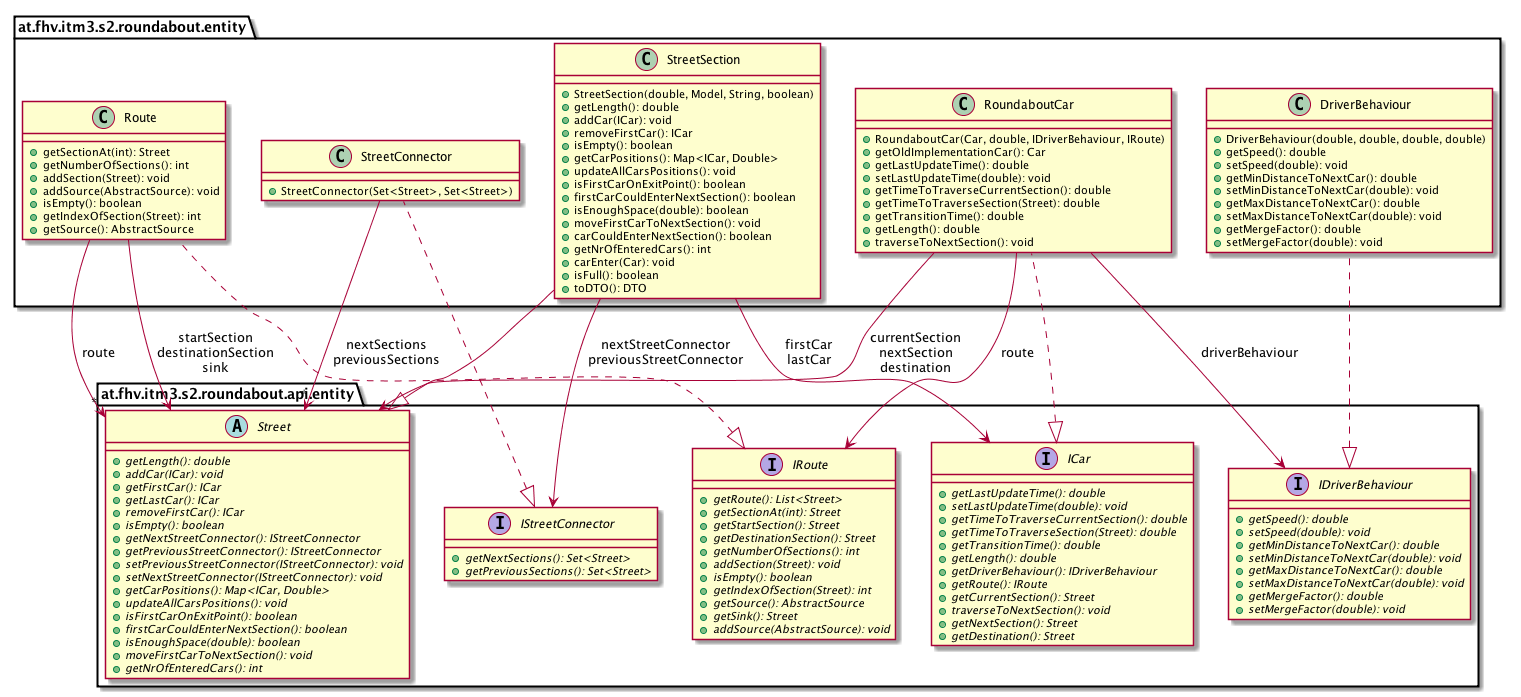 at.fhv.itm3.s2.roundabout.entity
Route
getSectionAt(int): Street
getNumberOfSections(): int
addSection(Street): void
addSource(AbstractSource): void
isEmpty(): boolean
getIndexOfSection(Street): int
getSource(): AbstractSource
StreetConnector
StreetConnector(Set<Street>, Set<Street>)
StreetSection
StreetSection(double, Model, String, boolean)
getLength(): double
addCar(ICar): void
removeFirstCar(): ICar
isEmpty(): boolean
getCarPositions(): Map<ICar, Double>
updateAllCarsPositions(): void
isFirstCarOnExitPoint(): boolean
firstCarCouldEnterNextSection(): boolean
isEnoughSpace(double): boolean
moveFirstCarToNextSection(): void
carCouldEnterNextSection(): boolean
getNrOfEnteredCars(): int
carEnter(Car): void
isFull(): boolean
toDTO(): DTO
RoundaboutCar
RoundaboutCar(Car, double, IDriverBehaviour, IRoute)
getOldImplementationCar(): Car
getLastUpdateTime(): double
setLastUpdateTime(double): void
getTimeToTraverseCurrentSection(): double
getTimeToTraverseSection(Street): double
getTransitionTime(): double
getLength(): double
traverseToNextSection(): void
DriverBehaviour
DriverBehaviour(double, double, double, double)
getSpeed(): double
setSpeed(double): void
getMinDistanceToNextCar(): double
setMinDistanceToNextCar(double): void
getMaxDistanceToNextCar(): double
setMaxDistanceToNextCar(double): void
getMergeFactor(): double
setMergeFactor(double): void
route
*
startSection
destinationSection
sink
nextSections
previousSections
nextStreetConnector
previousStreetConnector
firstCar
lastCar
currentSection
nextSection
destination
route
driverBehaviour
at.fhv.itm3.s2.roundabout.api.entity
Street
getLength(): double
addCar(ICar): void
getFirstCar(): ICar
getLastCar(): ICar
removeFirstCar(): ICar
isEmpty(): boolean
getNextStreetConnector(): IStreetConnector
getPreviousStreetConnector(): IStreetConnector
setPreviousStreetConnector(IStreetConnector): void
setNextStreetConnector(IStreetConnector): void
getCarPositions(): Map<ICar, Double>
updateAllCarsPositions(): void
isFirstCarOnExitPoint(): boolean
firstCarCouldEnterNextSection(): boolean
isEnoughSpace(double): boolean
moveFirstCarToNextSection(): void
getNrOfEnteredCars(): int
IStreetConnector
getNextSections(): Set<Street>
getPreviousSections(): Set<Street>
IRoute
getRoute(): List<Street>
getSectionAt(int): Street
getStartSection(): Street
getDestinationSection(): Street
getNumberOfSections(): int
addSection(Street): void
isEmpty(): boolean
getIndexOfSection(Street): int
getSource(): AbstractSource
getSink(): Street
addSource(AbstractSource): void
ICar
getLastUpdateTime(): double
setLastUpdateTime(double): void
getTimeToTraverseCurrentSection(): double
getTimeToTraverseSection(Street): double
getTransitionTime(): double
getLength(): double
getDriverBehaviour(): IDriverBehaviour
getRoute(): IRoute
getCurrentSection(): Street
traverseToNextSection(): void
getNextSection(): Street
getDestination(): Street
IDriverBehaviour
getSpeed(): double
setSpeed(double): void
getMinDistanceToNextCar(): double
setMinDistanceToNextCar(double): void
getMaxDistanceToNextCar(): double
setMaxDistanceToNextCar(double): void
getMergeFactor(): double
setMergeFactor(double): void